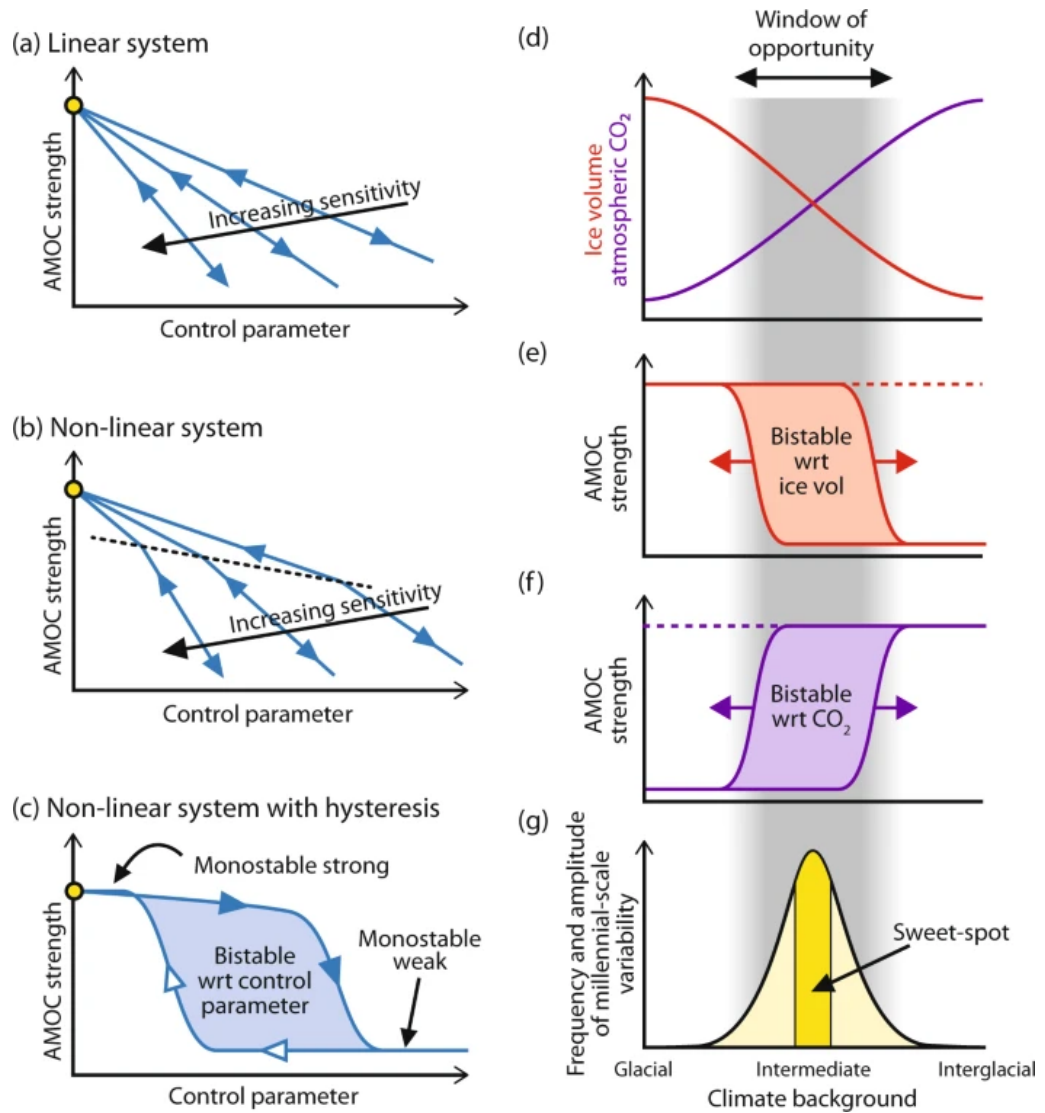 (a) Linear system
AMOC strength
Increasing sensitivity
Control parameter
(b) Non-linear system
AMOC strength
Increasing sensitivity
Control parameter
(c) Non-linear system with hysteresis
AMOC strength
Monostable strong
Bistable
wrt control
parameter
Monostable
weak
Control parameter
(d)
Window of
opportunity
Ice volume
atmospheric CO₂
(e)
AMOC
strength
Bistable
wrt
ice vol
(f)
AMOC
strength
Bistable
wrt CO₂
(g)
Frequency and amplitude
of millennial-scale
variability
Sweet-spot
Glacial
Intermediate
Interglacial
Climate background